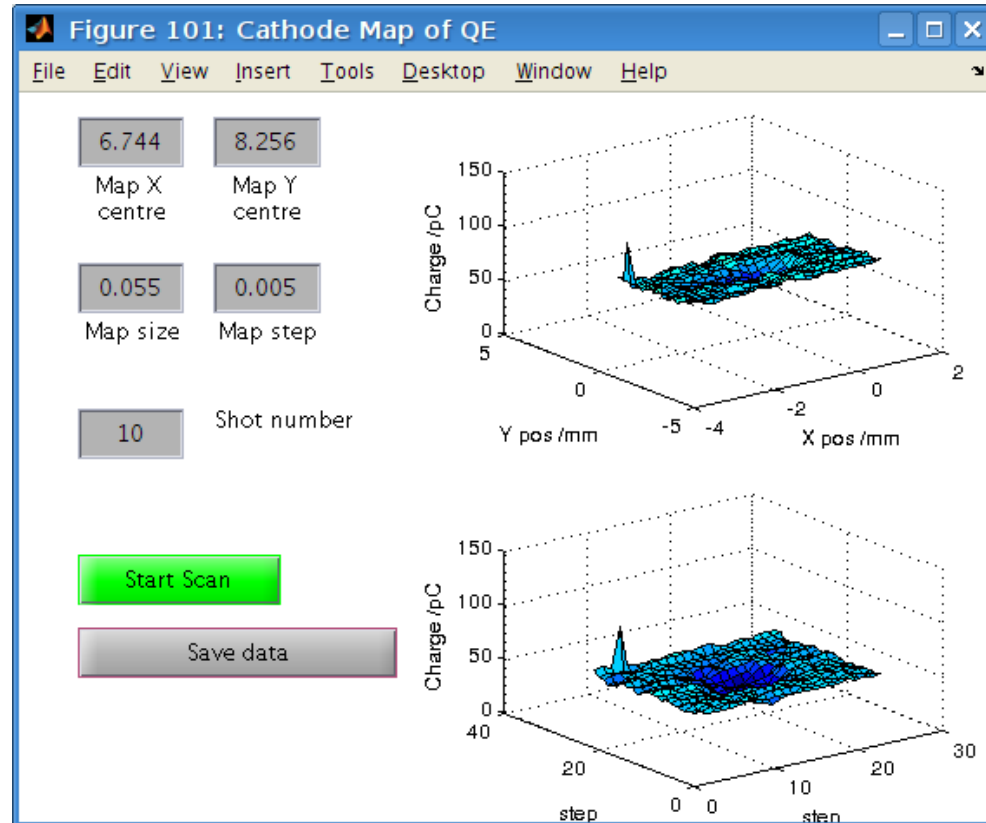 Figure 101: Cathode Map of QE
File Edit View Insert Tools Desktop Window Help
6.744 8.256
Map X Map Y
centre centre
0.055 0.005
Map size Map step
10 Shot number
Start Scan
Save data
150
100
50
0
Charge /pC
5
0
-5
Y pos /mm
-4
-2
0
2
X pos /mm
150
100
50
0
Charge /pC
40
20
0
step
0
10
20
30
step